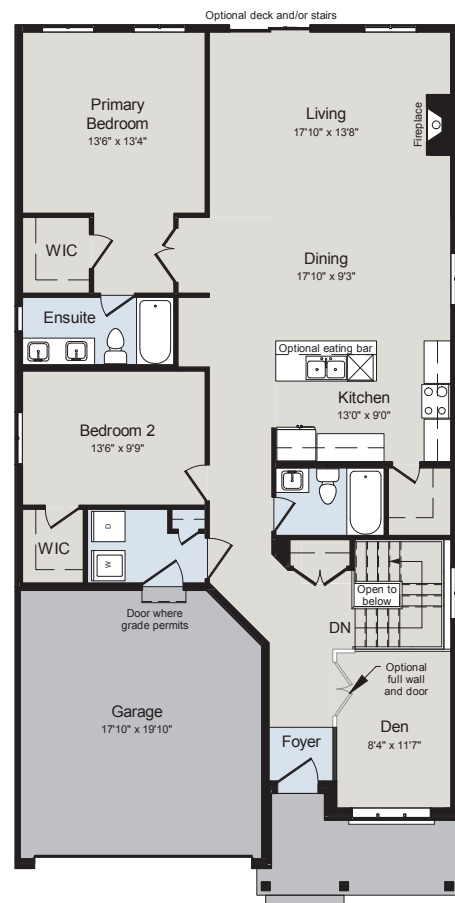 Optional deck and/or stairs
Primary
Bedroom
13'6" x 13'4"
Living
17'10" x 13'8"
Fireplace
WIC
Dining
17'10" x 9'3"
Ensuite
Optional eating bar
Kitchen
13'0" x 9'0"
Bedroom 2
13'6" x 9'9"
WIC
D
W
Open to
below
DN
Door where
grade permits
Optional
full wall
and door
Garage
17'10" x 19'10"
Den
8'4" x 11'7"
Foyer